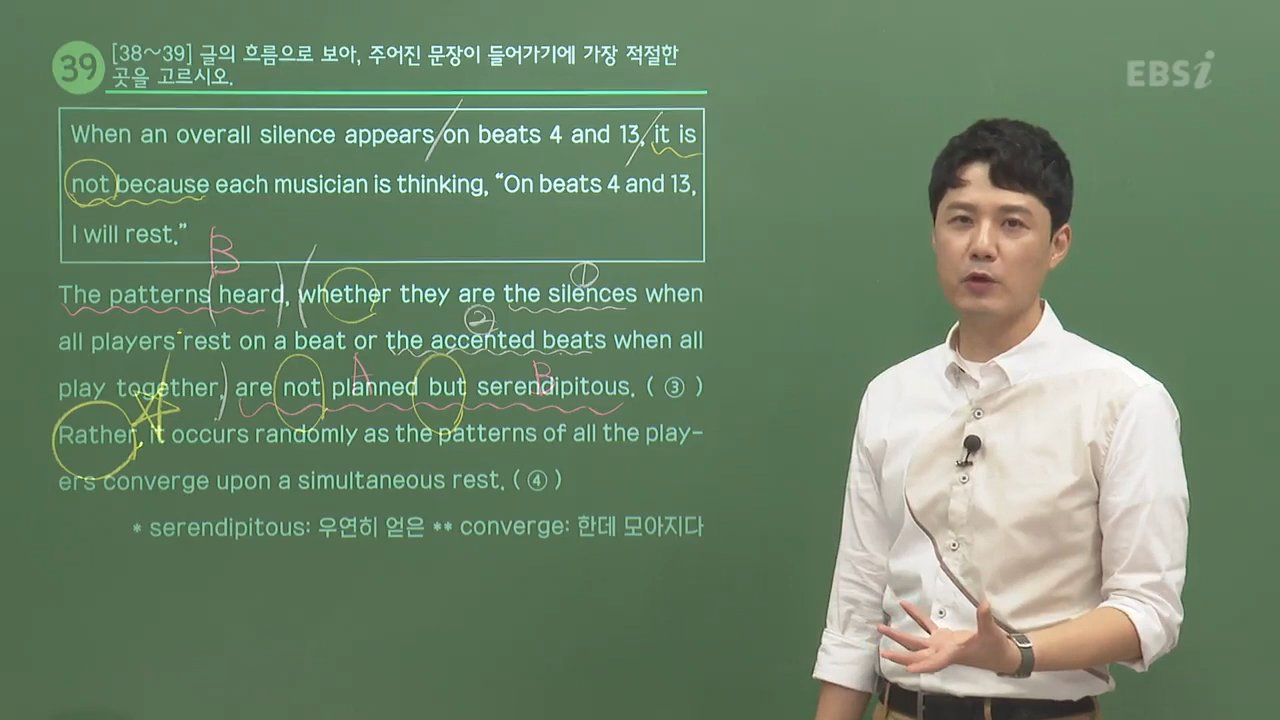 39
[38~39] 글의 흐름으로 보아, 주어진 문장이 들어가기에 가장 적절한
곳을 고르시오.
EBSi
When an overall silence appears on beats 4 and 13, it is
not because each musician is thinking, “On beats 4 and 13,
I will rest.”
B
The patterns heard, whether they are the silences when
①
all players rest on a beat or the accented beats when all
②
play together, are not planned but serendipitous. ( ③ )
A B
Rather, it occurs randomly as the patterns of all the play-
ers converge upon a simultaneous rest. ( ④ )
* serendipitous: 우연히 얻은 ** converge: 한데 모아지다